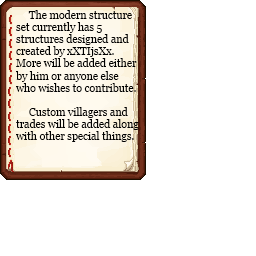 The modern structure
set currently has 5
structures designed and
created by xXTIjsXx.
More will be added either
by him or anyone else
who wishes to contribute.
Custom villagers and
trades will be added along
with other special things.